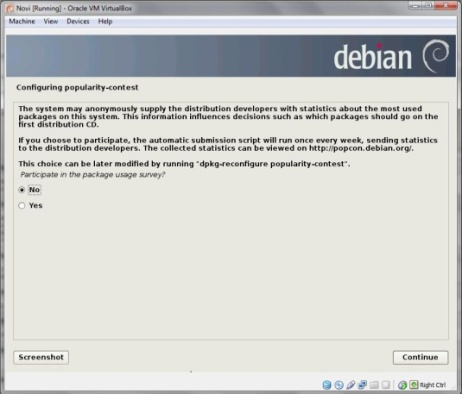 Novi [Running] - Oracle VM VirtualBox
Machine View Devices Help
debian
Configuring popularity-contest
The system may anonymously supply the distribution developers with statistics about the most used
packages on this system. This information influences decisions such as which packages should go on the
first distribution CD.
If you choose to participate, the automatic submission script will run once every week, sending statistics
to the distribution developers. The collected statistics can be viewed on http://popcon.debian.org/.
This choice can be later modified by running "dpkg-reconfigure popularity-contest".
Participate in the package usage survey?
No
Yes
Screenshot
Continue
Right Ctrl